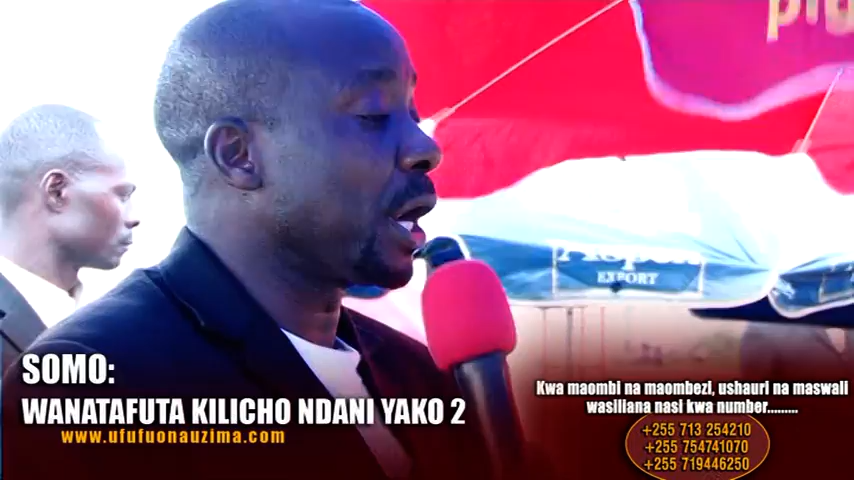 EXPORT
SOMO:
WANATAFUTA KILICHO NDANI YAKO 2
www.ufufuonauzima.com
Kwa maombi na maombezi, ushauri na maswali
wasiliana nasi kwa number.........
+255 713 254210
+255 754741070
+255 719446250